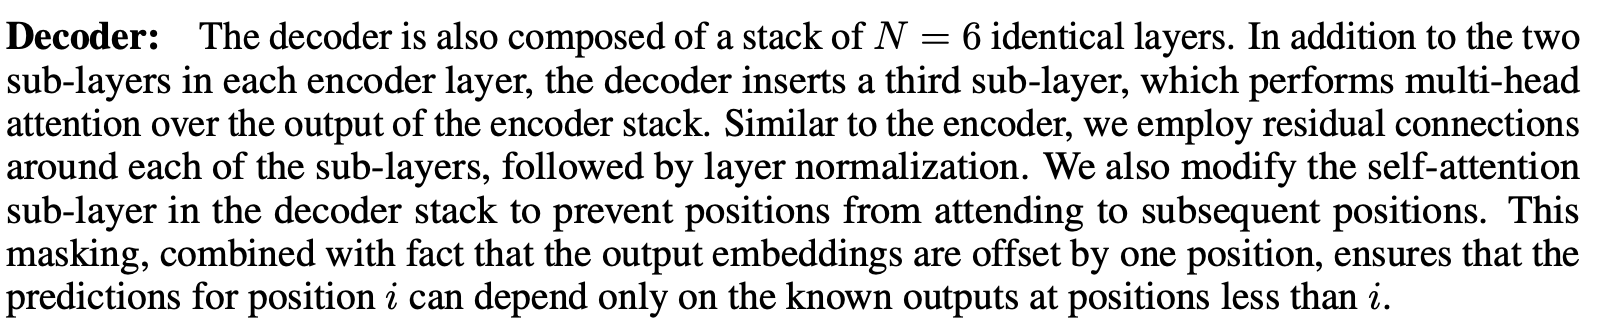 Decoder: The decoder is also composed of a stack of N = 6 identical layers. In addition to the two
sub-layers in each encoder layer, the decoder inserts a third sub-layer, which performs multi-head
attention over the output of the encoder stack. Similar to the encoder, we employ residual connections
around each of the sub-layers, followed by layer normalization. We also modify the self-attention
sub-layer in the decoder stack to prevent positions from attending to subsequent positions. This
masking, combined with fact that the output embeddings are offset by one position, ensures that the
predictions for position i can depend only on the known outputs at positions less than i.